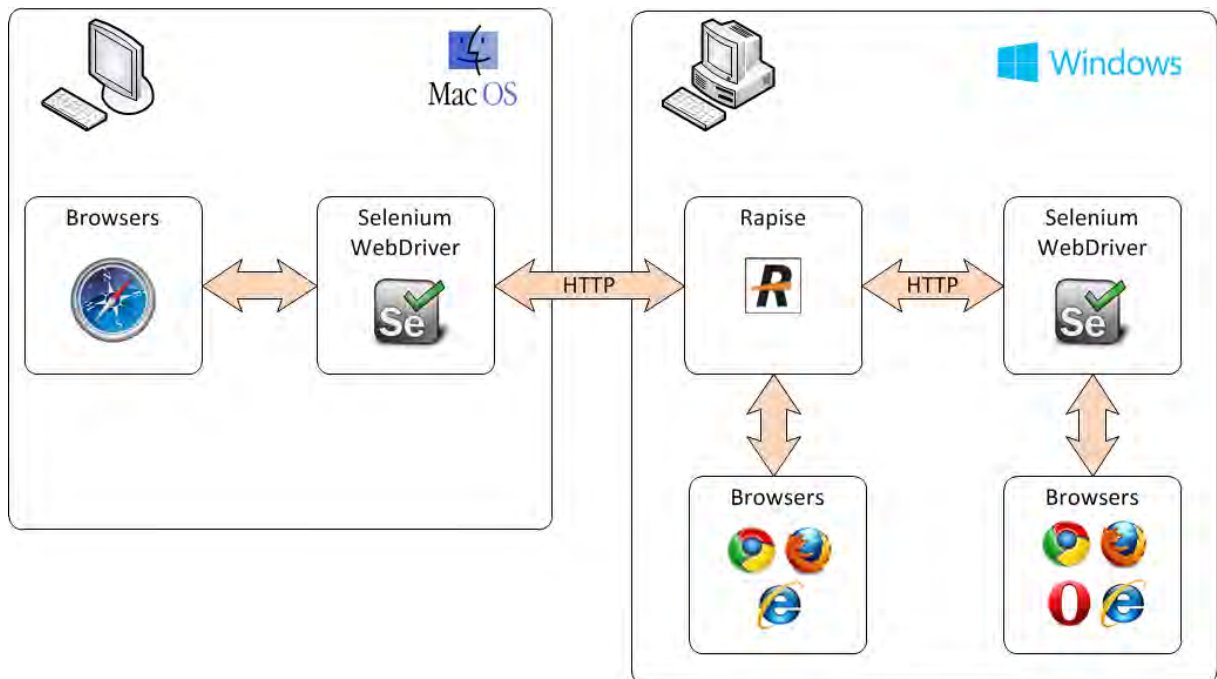 Mac OS
Windows
Browsers
Selenium
WebDriver
Se
HTTP
Rapise
R
HTTP
Selenium
WebDriver
Se
Browsers
Browsers